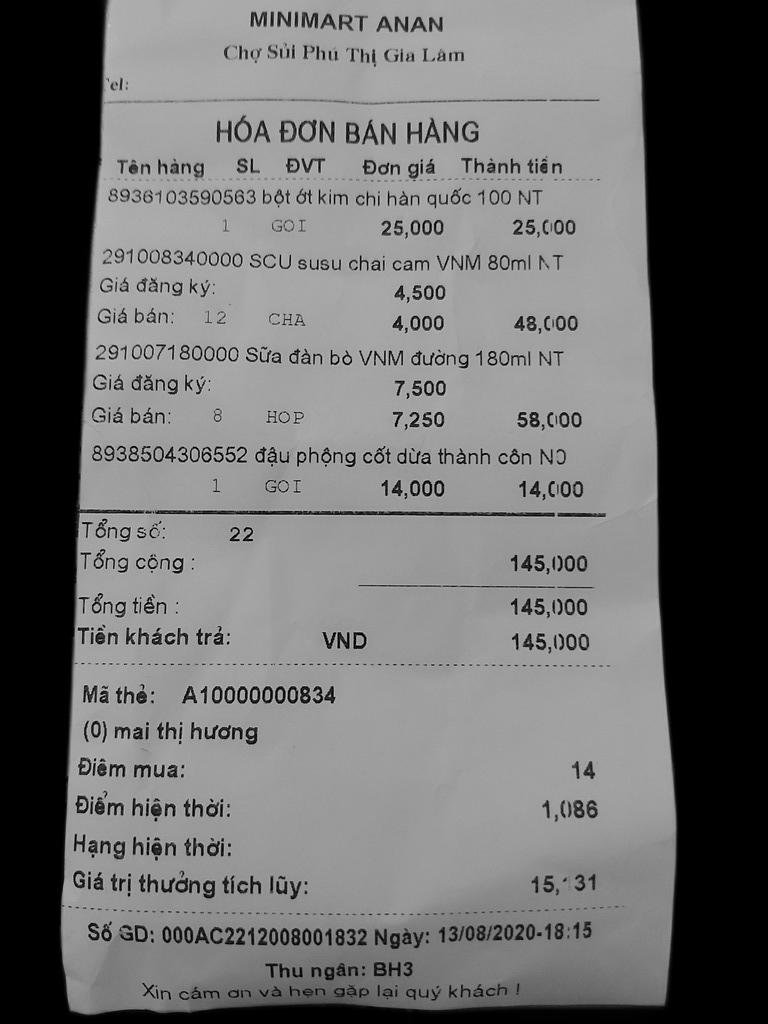 MINIMART ANAN
Chợ Sủi Phú Thị Gia Lâm
Tel:
HÓA ĐƠN BÁN HÀNG
Tên hàng SL ĐVT Đơn giá Thành tiền
8936103590563 bột ớt kim chi hàn quốc 100 NT
1 GOI 25,000 25,000
291008340000 SCU susu chai cam VNM 80ml NT
Giá đăng ký: 4,500
Giá bán: 12 CHA 4,000 48,000
291007180000 Sữa đàn bò VNM đường 180ml NT
Giá đăng ký: 7,500
Giá bán: 8 HOP 7,250 58,000
8938504306552 đậu phộng cốt dừa thành côn
1 GOI 14,000 14,000
Tổng số: 22
Tổng cộng : 145,000
Tổng tiền : 145,000
Tiền khách trả: VND 145,000
Mã thẻ: A10000000834
(0) mai thị hương
Điểm mua: 14
Điểm hiện thời: 1,086
Hạng hiện thời:
Giá trị thưởng tích lũy:
Số GD: 000AC2212008001832 Ngày: 13/08/2020-18:15
Thu ngân: BH3
Xin cám ơn và hẹn gặp lại quý khách !